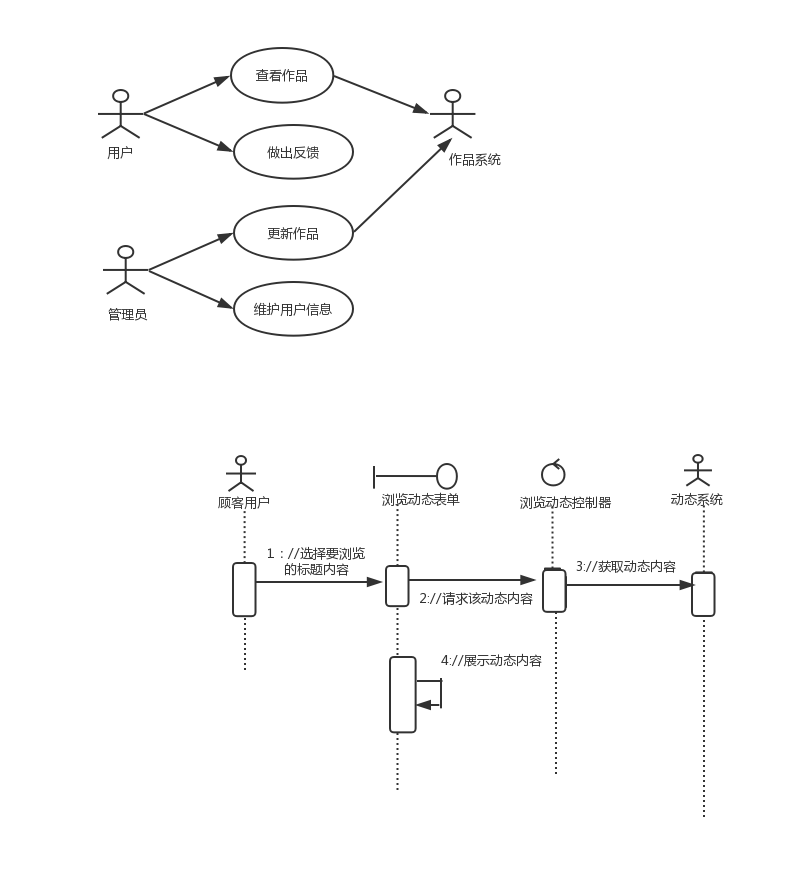 查看作品
做出反馈
用户
作品系统
更新作品
维护用户信息
管理员
顾客用户
浏览动态表单
浏览动态控制器
动态系统
1：//选择要浏览
的标题内容
2://请求该动态内容
3://获取动态内容
4://展示动态内容